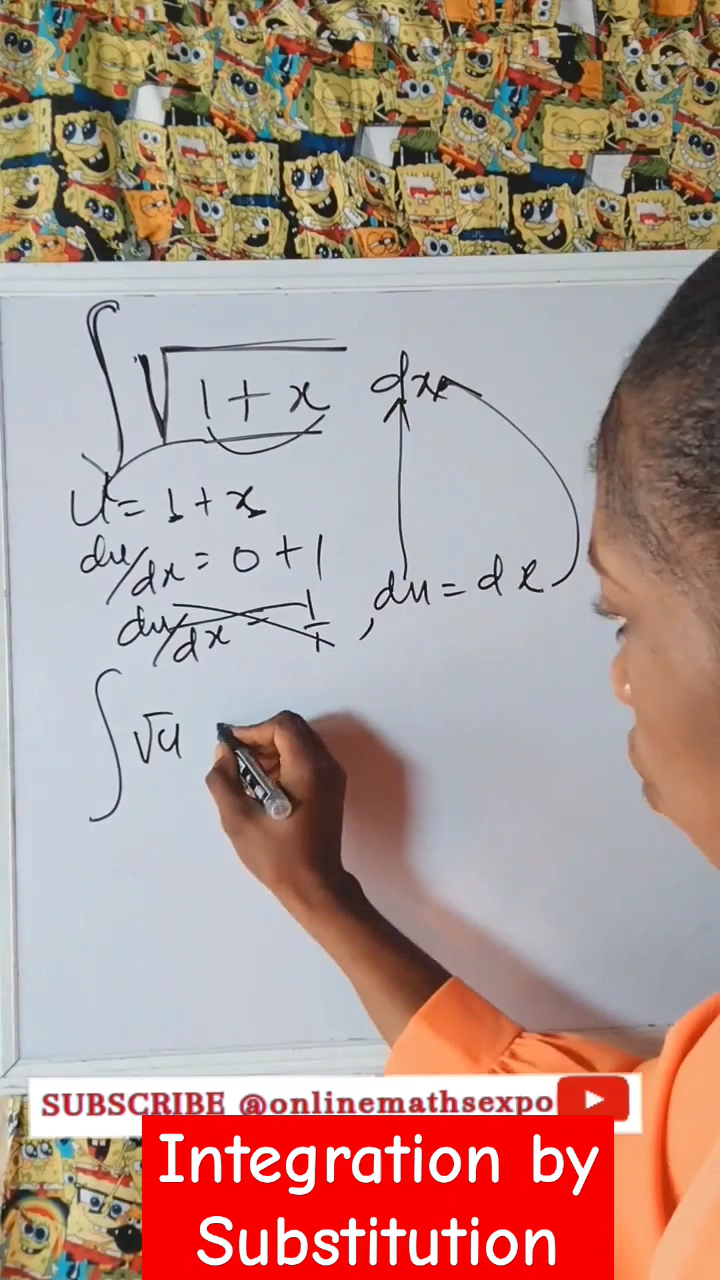 ∫√1+x dx
u = 1+x
du/dx = 0+1
du/dx = 1/1 , du = dx
∫√u
SUBSCRIBE @onlinemathsexpo
Integration by
Substitution